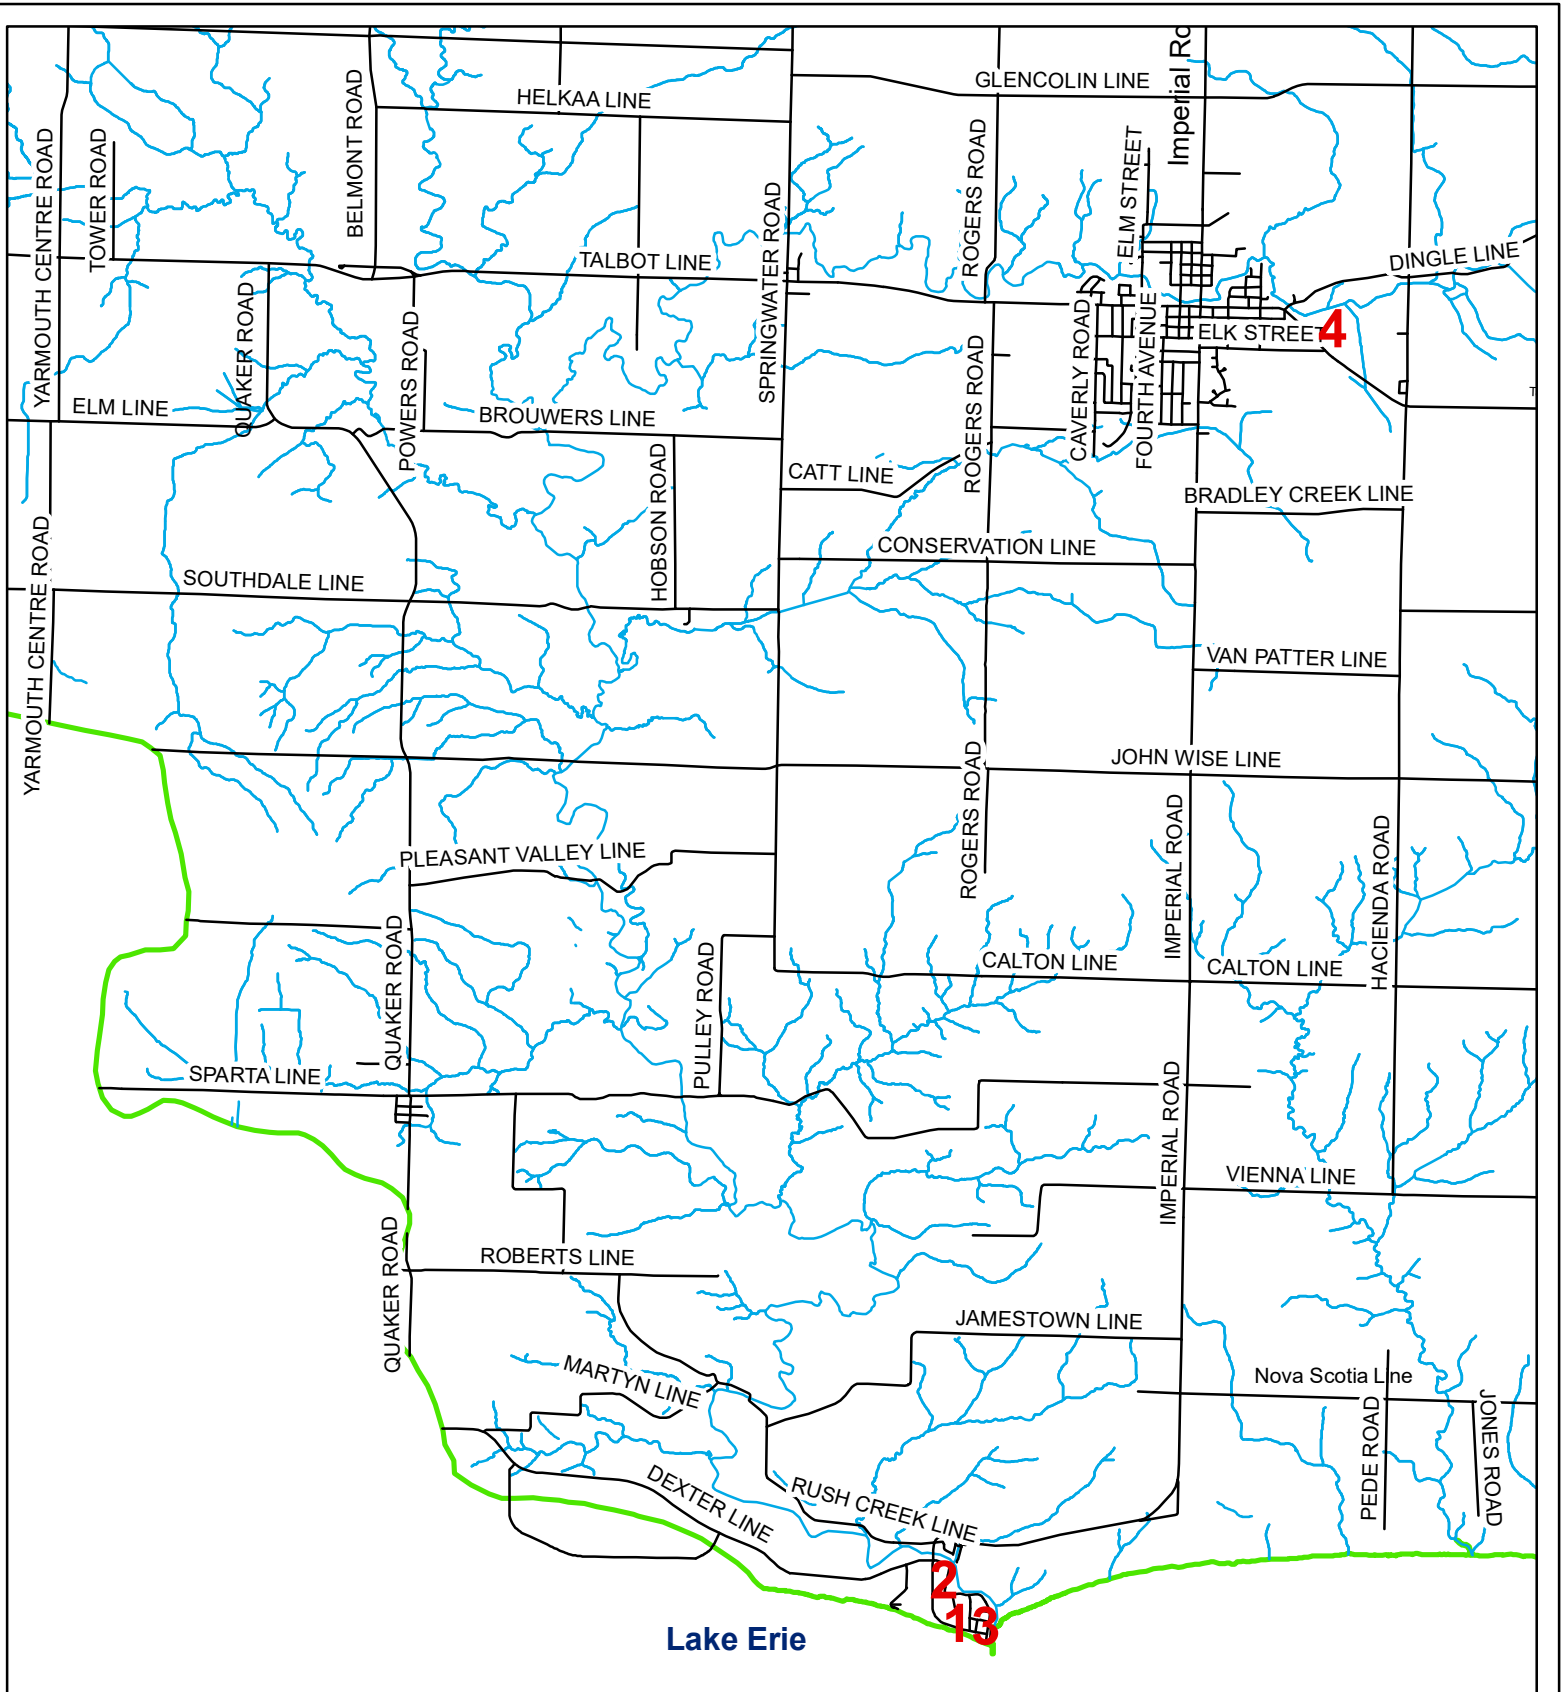 Imperial Ro
GLENCOLIN LINE
HELKAA LINE
BELMONT ROAD
YARMOUTH CENTRE ROAD
TOWER ROAD
ROGERS ROAD
ELM STREET
SPRINGWATER ROAD
TALBOT LINE
DINGLE LINE
QUAKER ROAD
POWERS ROAD
CAVERLY ROAD
FOURTH AVENUE
ELK STREET
4
ROGERS ROAD
ELM LINE
BROUWERS LINE
T
HOBSON ROAD
CATT LINE
BRADLEY CREEK LINE
CONSERVATION LINE
YARMOUTH CENTRE ROAD
SOUTHDALE LINE
VAN PATTER LINE
ROGERS ROAD
JOHN WISE LINE
IMPERIAL ROAD
HACIENDA ROAD
PLEASANT VALLEY LINE
QUAKER ROAD
PULLEY ROAD
CALTON LINE
CALTON LINE
SPARTA LINE
IMPERIAL ROAD
VIENNA LINE
QUAKER ROAD
ROBERTS LINE
JAMESTOWN LINE
MARTYN LINE
Nova Scotia Line
PEDE ROAD
JONES ROAD
DEXTER LINE
RUSH CREEK LINE
2
13
Lake Erie